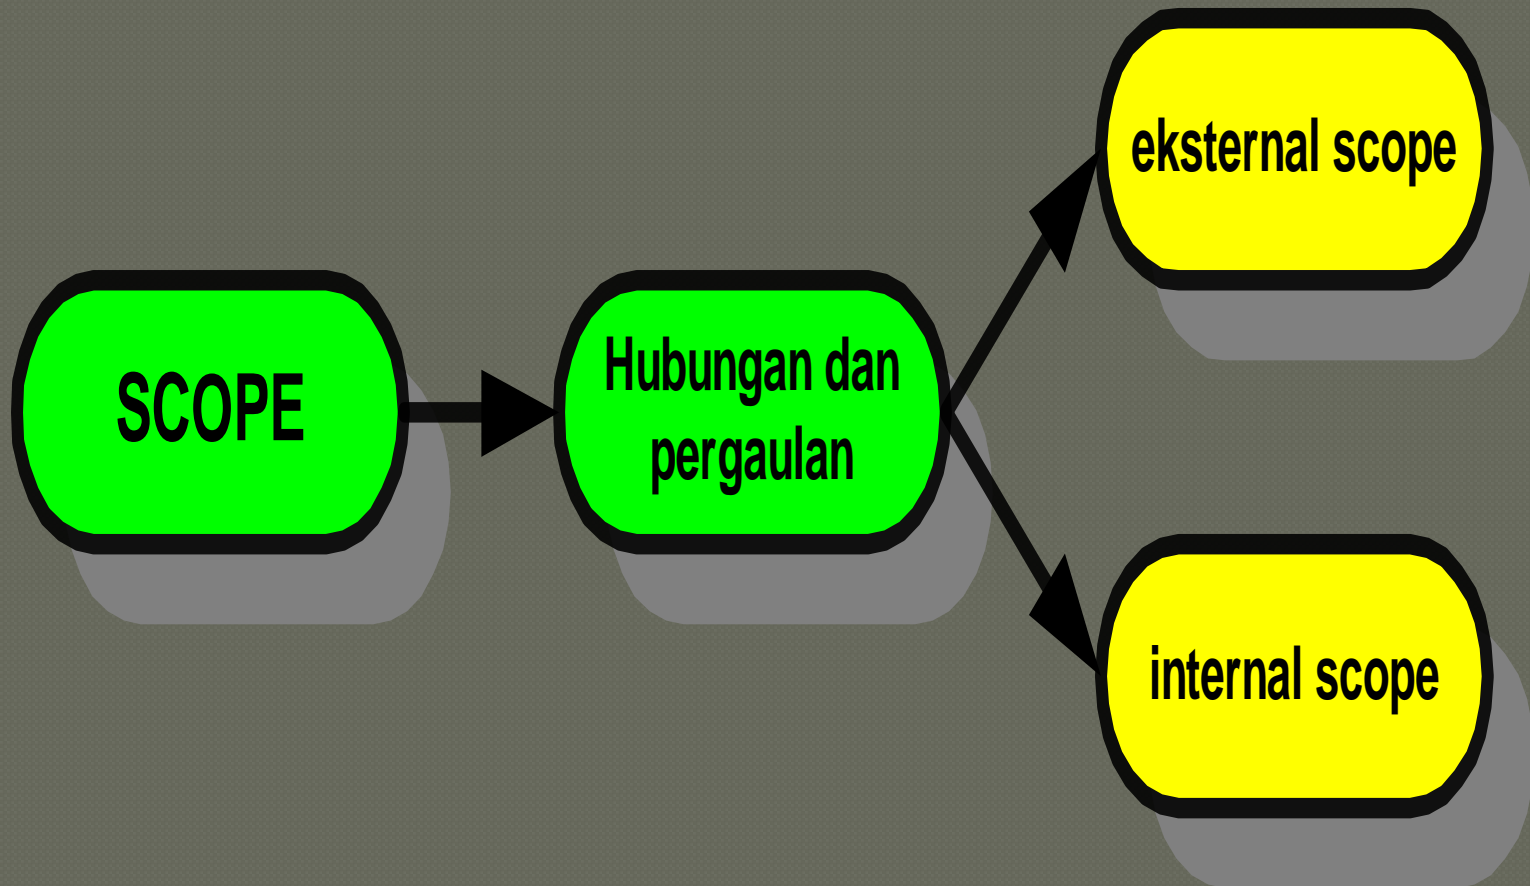 SCOPE
Hubungan dan
pergaulan
eksternal scope
internal scope